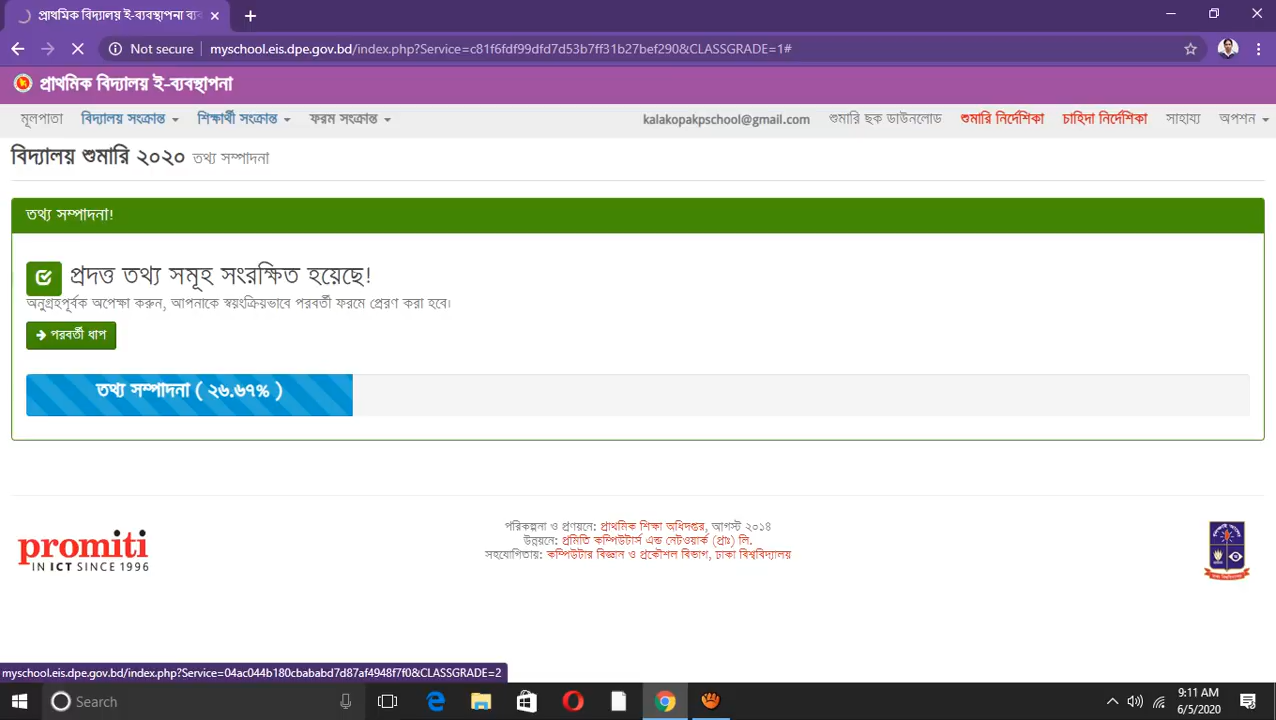 প্রাথমিক বিদ্যালয় ই-ব্যবস্থাপনা ব্যব
Not secure myschool.eis.dpe.gov.bd/index.php?Service=c81f6fdf99dfd7d53b7ff31b27bef2908&CLASSGRADE=1#
প্রাথমিক বিদ্যালয় ই-ব্যবস্থাপনা
মূলপাতা বিদ্যালয় সংক্রান্ত শিক্ষার্থী সংক্রান্ত ফরম সংক্রান্ত kalakopakpschool@gmail.com শুমারি ছক ডাউনলোড শুমারি নির্দেশিকা চাহিদা নির্দেশিকা সাহায্য অপশন
বিদ্যালয় শুমারি ২০২০ তথ্য সম্পাদনা
তথ্য সম্পাদনা!
প্রদত্ত তথ্য সমূহ সংরক্ষিত হয়েছে!
অনুগ্রহপূর্বক অপেক্ষা করুন, আপনাকে স্বয়ংক্রিয়ভাবে পরবর্তী ফরমে প্রেরণ করা হবে।
পরবর্তী ধাপ
তথ্য সম্পাদনা ( ২৬.৬৭% )
পরিকল্পনা ও প্রণয়নে: প্রাথমিক শিক্ষা অধিদপ্তর, আগস্ট ২০১৪
উন্নয়নে: প্রমিতি কম্পিউটার্স এন্ড নেটওয়ার্ক (প্রাঃ) লি.
সহযোগিতায়: কম্পিউটার বিজ্ঞান ও প্রকৌশল বিভাগ, ঢাকা বিশ্ববিদ্যালয়
promiti
IN ICT SINCE 1996
myschool.eis.dpe.gov.bd/index.php?Service=04ac044b180cbababd7d87af4948f7f0&CLASSGRADE=2
Search
9:11 AM
6/5/2020